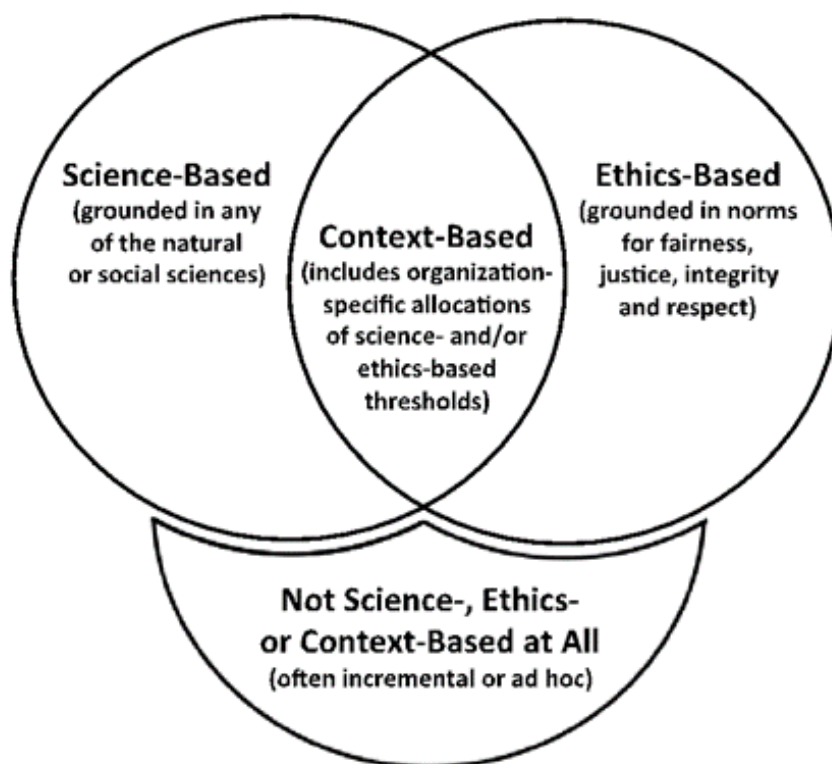 Science-Based
(grounded in any
of the natural
or social sciences)
Context-Based
(includes organization-
specific allocations
of science- and/or
ethics-based
thresholds)
Ethics-Based
(grounded in norms
for fairness,
justice, integrity
and respect)
Not Science-, Ethics-
or Context-Based at All
(often incremental or ad hoc)